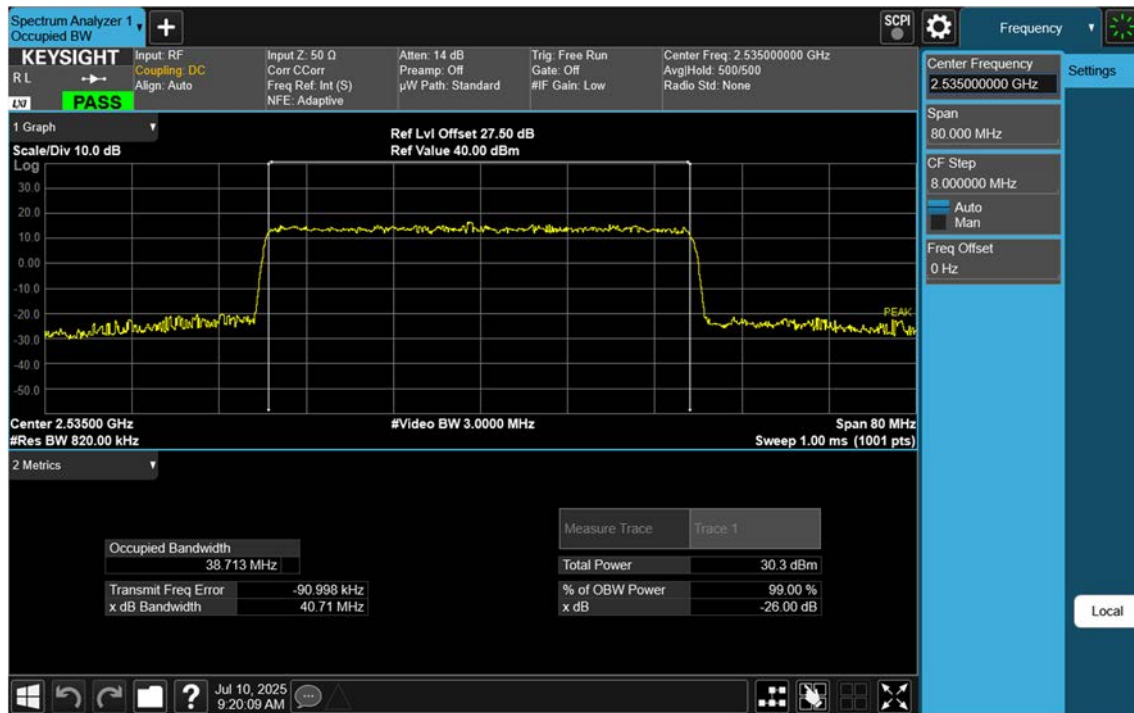 Spectrum Analyzer 1
Occupied BW
SCPI
Frequency
KEYSIGHT
R L
LXI
PASS
Input: RF
Coupling: DC
Align: Auto
Input Z: 50 Ω
Corr CCorr
Freq Ref: Int (S)
NFE: Adaptive
Atten: 14 dB
Preamp: Off
µW Path: Standard
Trig: Free Run
Gate: Off
#IF Gain: Low
Center Freq: 2.535000000 GHz
Avg|Hold: 500/500
Radio Std: None
Center Frequency
2.535000000 GHz
Settings
Span
80.000 MHz
CF Step
8.000000 MHz
Auto
Man
Freq Offset
0 Hz
Local
1 Graph
Scale/Div 10.0 dB
Ref Lvl Offset 27.50 dB
Ref Value 40.00 dBm
Log
30.0
20.0
10.0
0.00
-10.0
-20.0
-30.0
-40.0
-50.0
PEAK
Center 2.53500 GHz
#Video BW 3.0000 MHz
Span 80 MHz
#Res BW 820.00 kHz
Sweep 1.00 ms (1001 pts)
2 Metrics
Measure Trace Trace 1
Occupied Bandwidth
38.713 MHz
Total Power 30.3 dBm
Transmit Freq Error -90.998 kHz
% of OBW Power 99.00 %
x dB Bandwidth 40.71 MHz
x dB -26.00 dB
?
Jul 10, 2025
9:20:09 AM